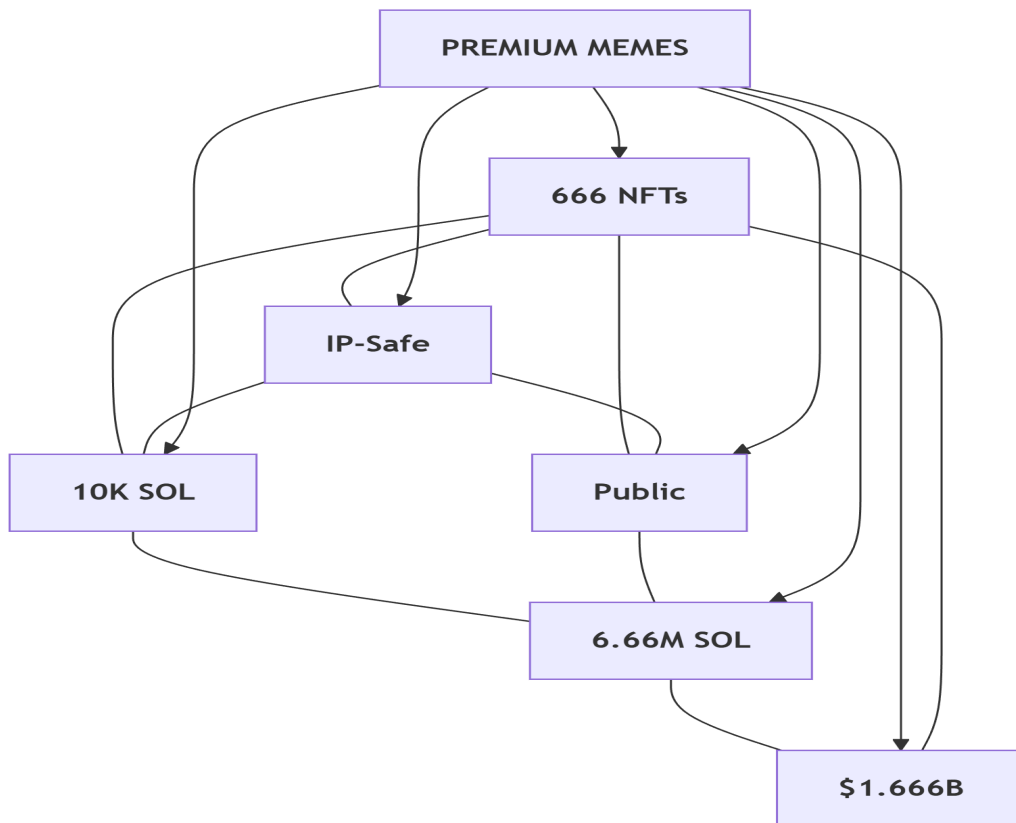 PREMIUM MEMES
666 NFTs
IP-Safe
10K SOL
Public
6.66M SOL
$1.666B